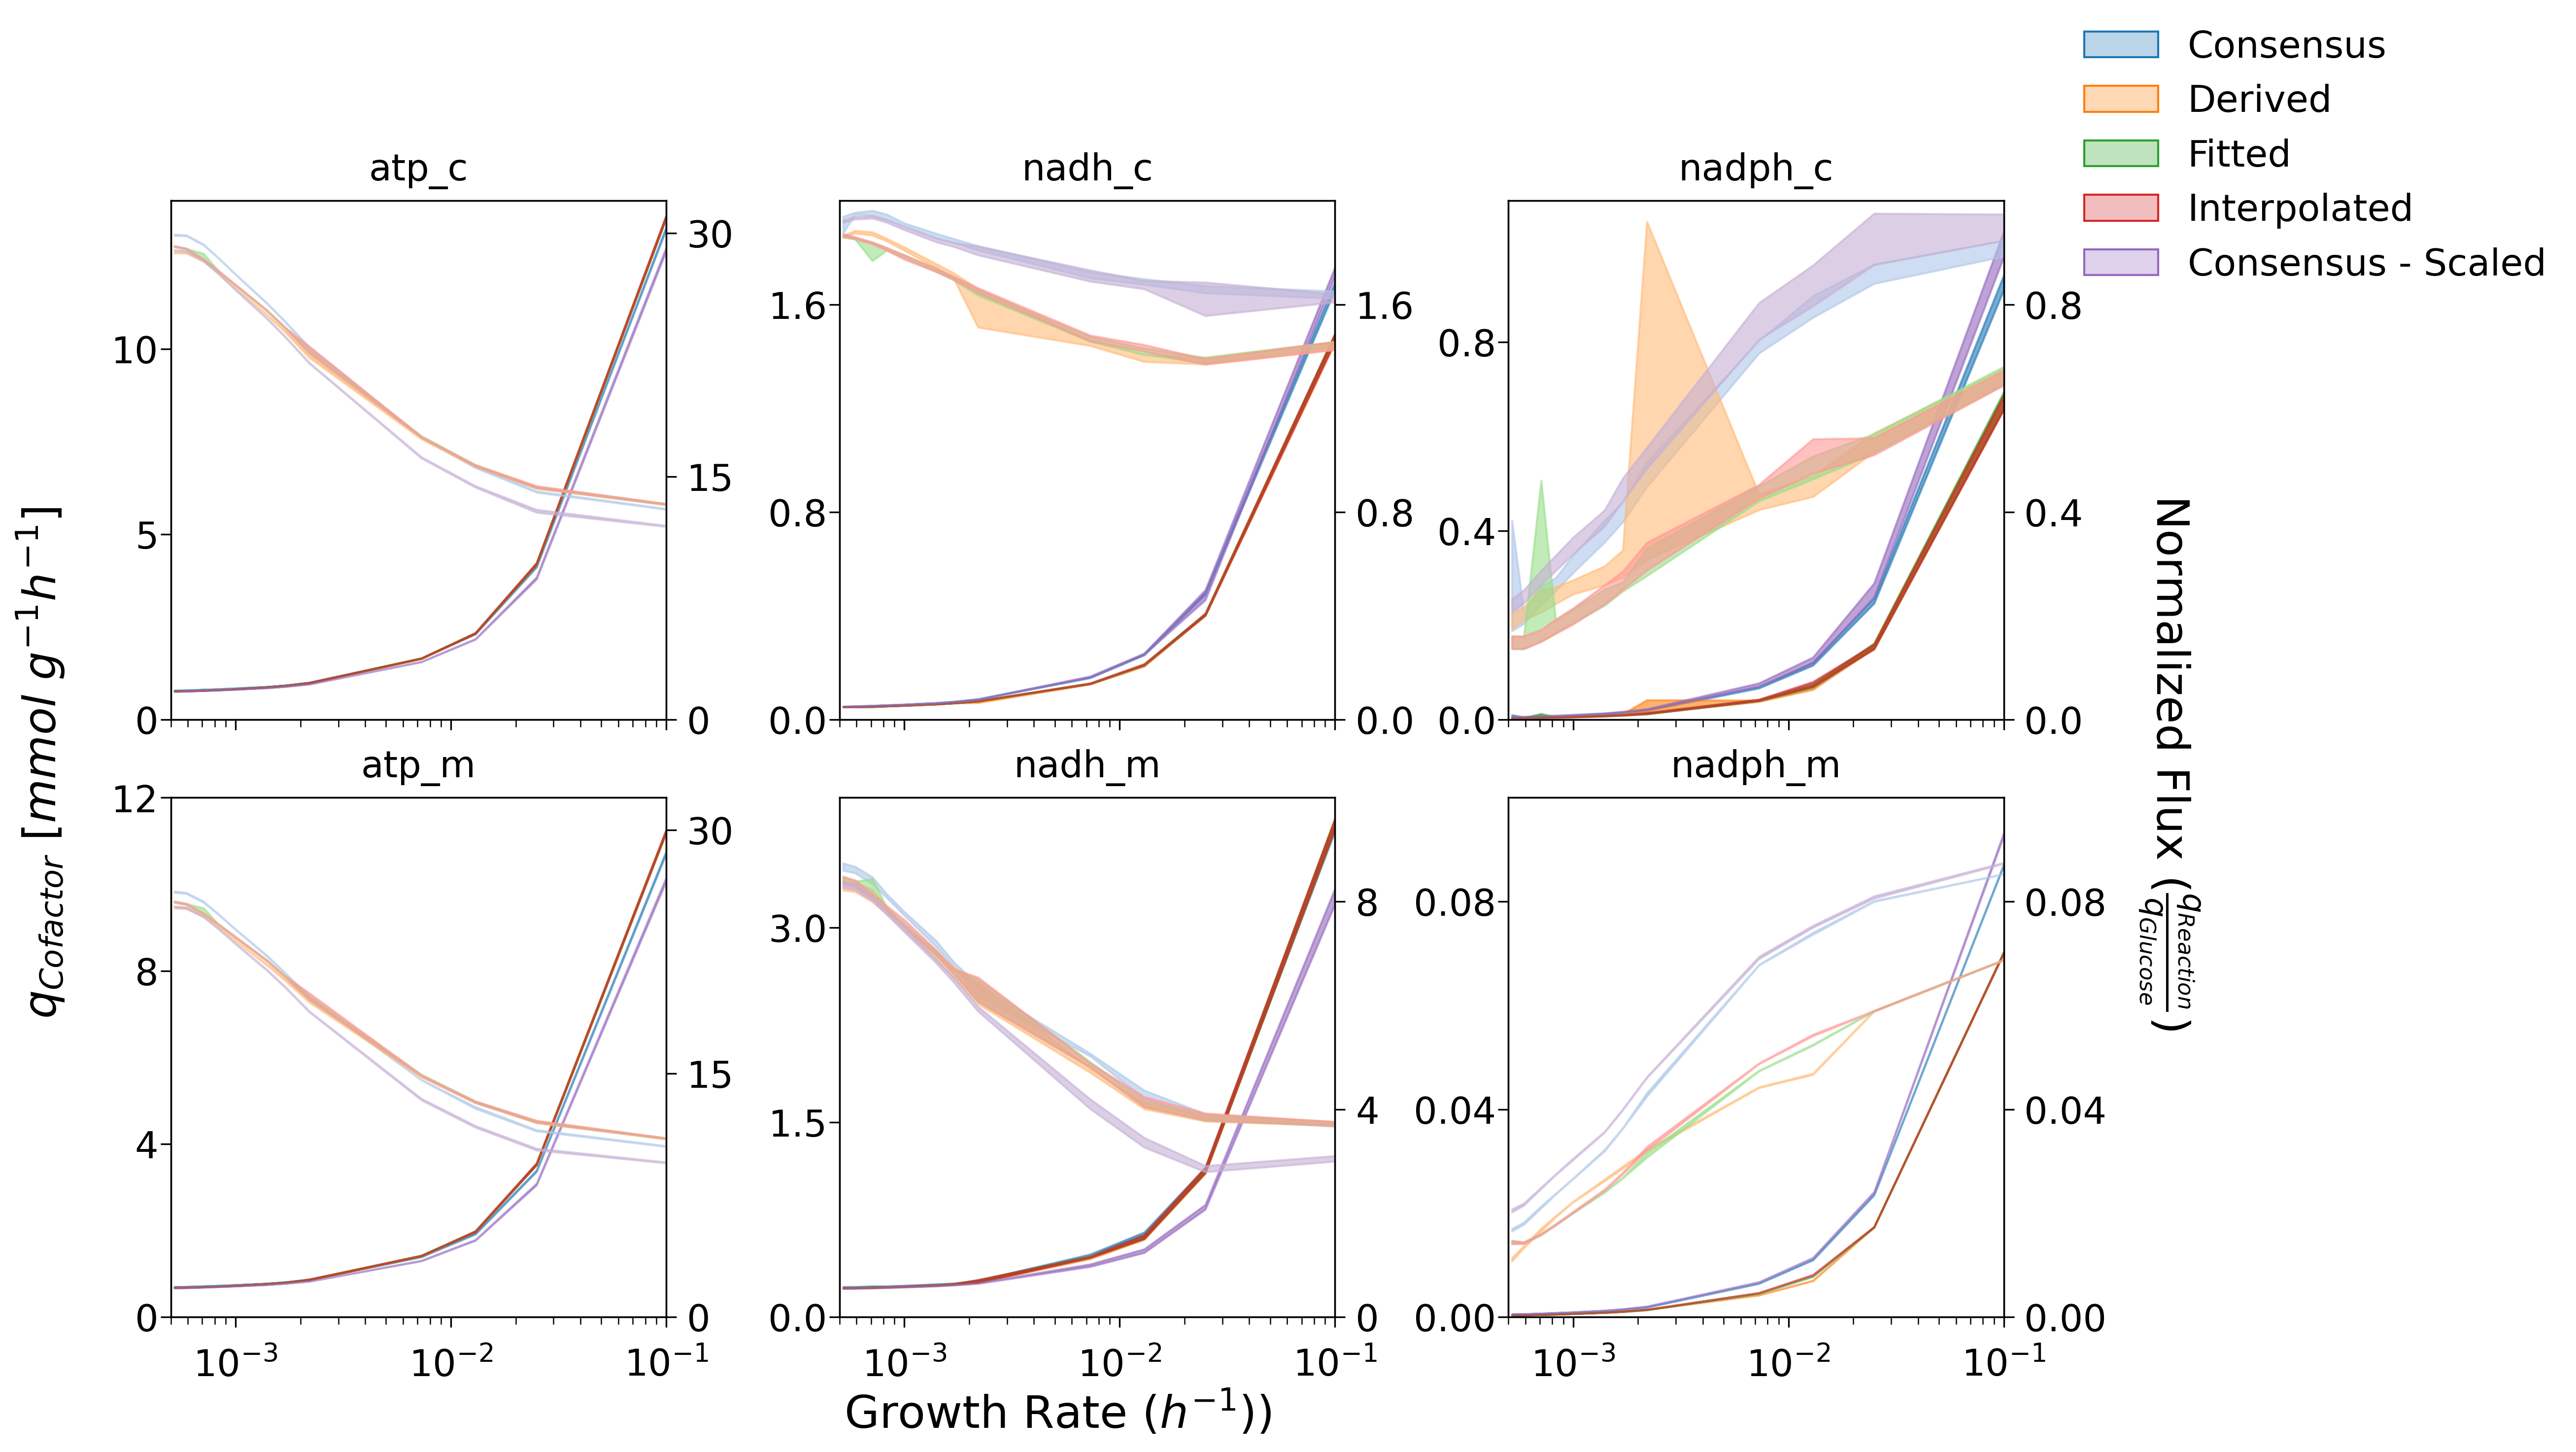 Consensus
Derived
Fitted
Interpolated
Consensus - Scaled
atp_c
nadh_c
nadph_c
10
5
0
30
15
0
1.6
0.8
0.0
1.6
0.8
0.0
0.8
0.4
0.0
0.8
0.4
0.0
atp_m
nadh_m
nadph_m
12
8
4
0
30
15
0
3.0
1.5
0.0
8
4
0
0.08
0.04
0.00
0.08
0.04
0.00
10⁻³ 10⁻² 10⁻¹
10⁻³ 10⁻² 10⁻¹
10⁻³ 10⁻² 10⁻¹
Growth Rate (h⁻¹))
qCofactor [mmol g⁻¹h⁻¹]
Normalized Flux (qReaction/qGlucose)